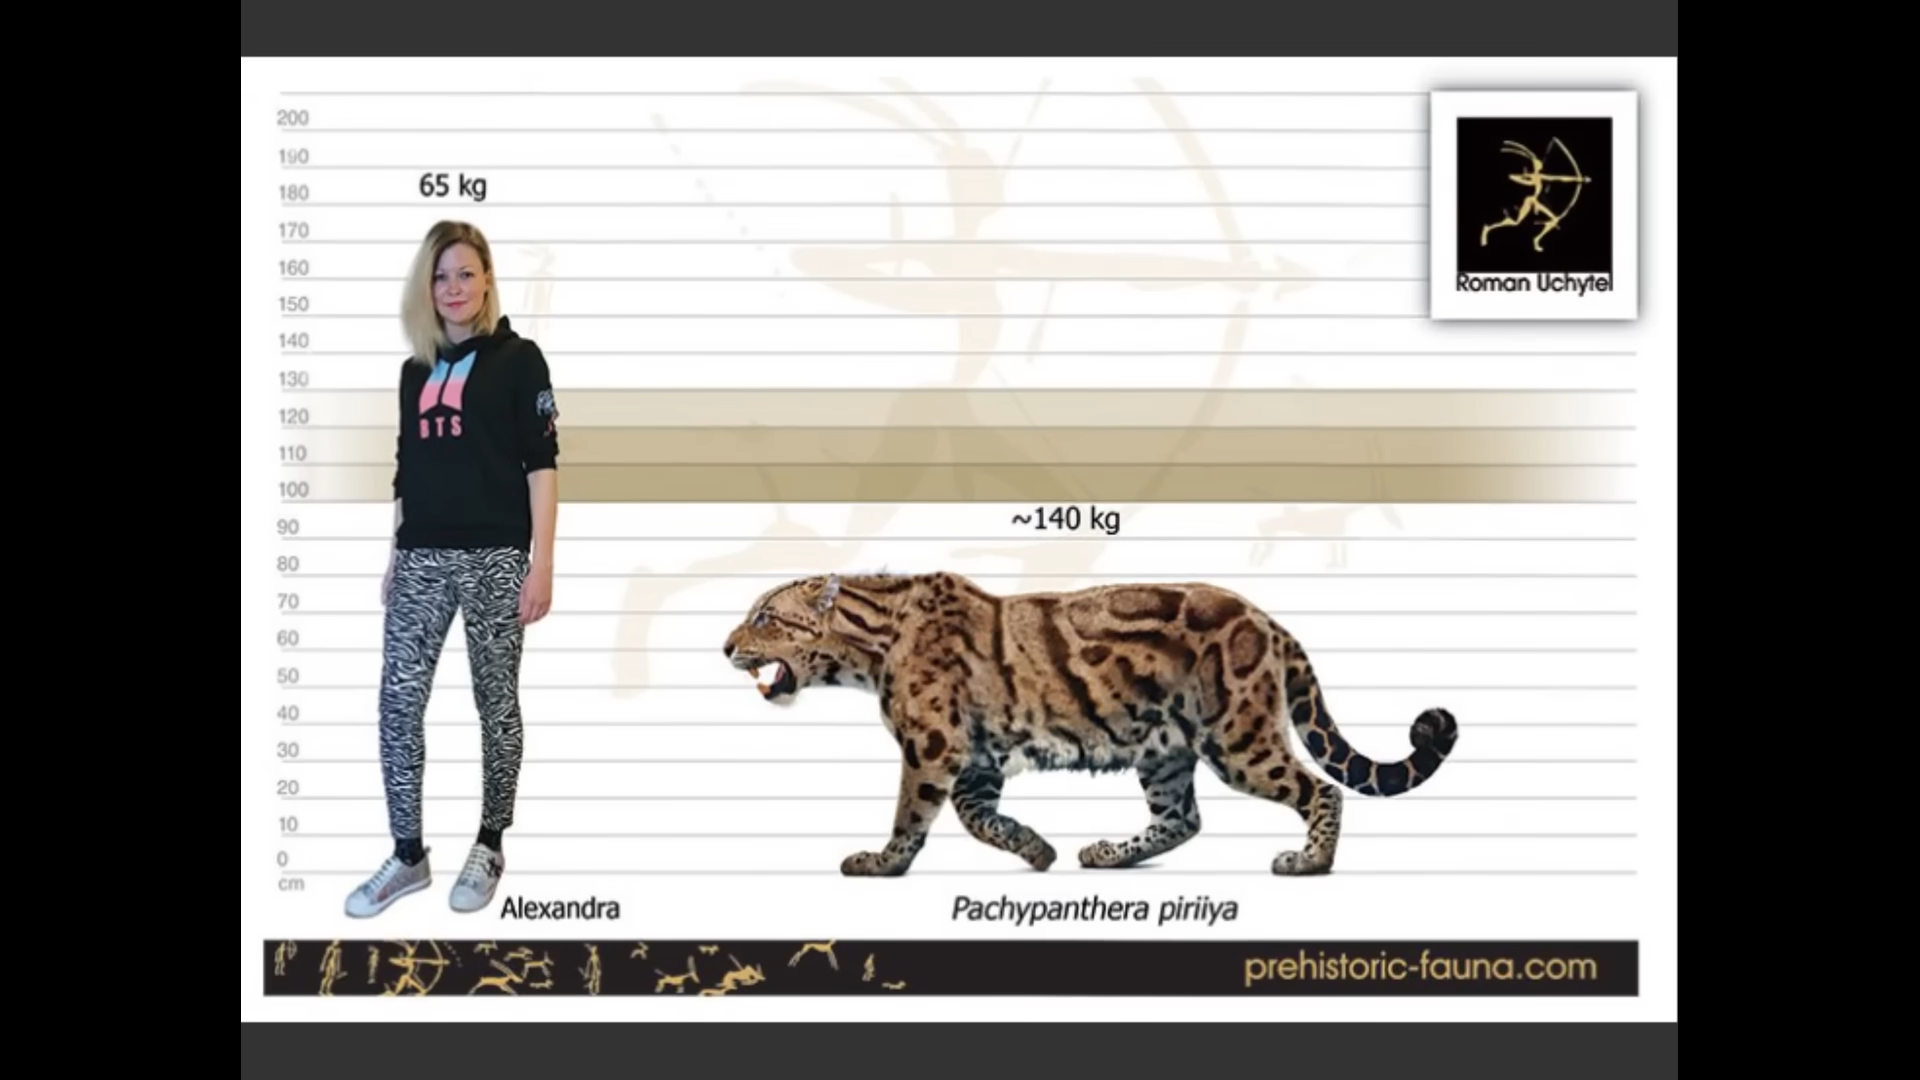 200
190
180
170
160
150
140
130
120
110
100
90
80
70
60
50
40
30
20
10
0
cm
65 kg
BTS
Alexandra
~140 kg
Pachypanthera piriiya
Roman Uchytel
prehistoric-fauna.com